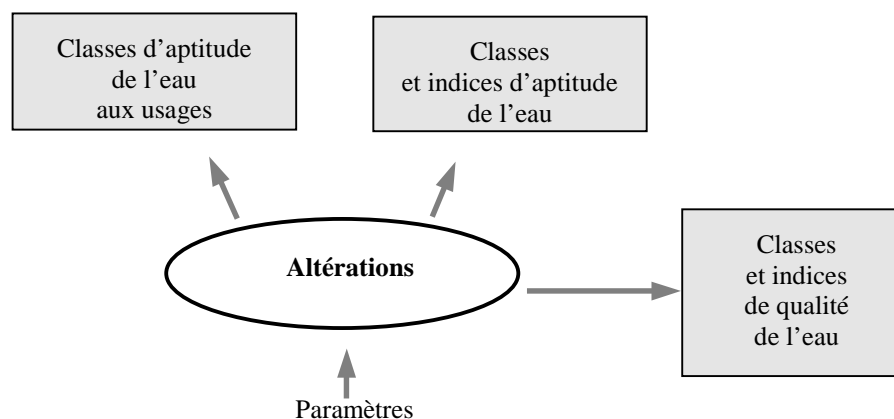 Classes d’aptitude
de l’eau
aux usages
Classes
et indices d’aptitude
de l’eau
Classes
et indices
de qualité
de l’eau
Altérations
Paramètres